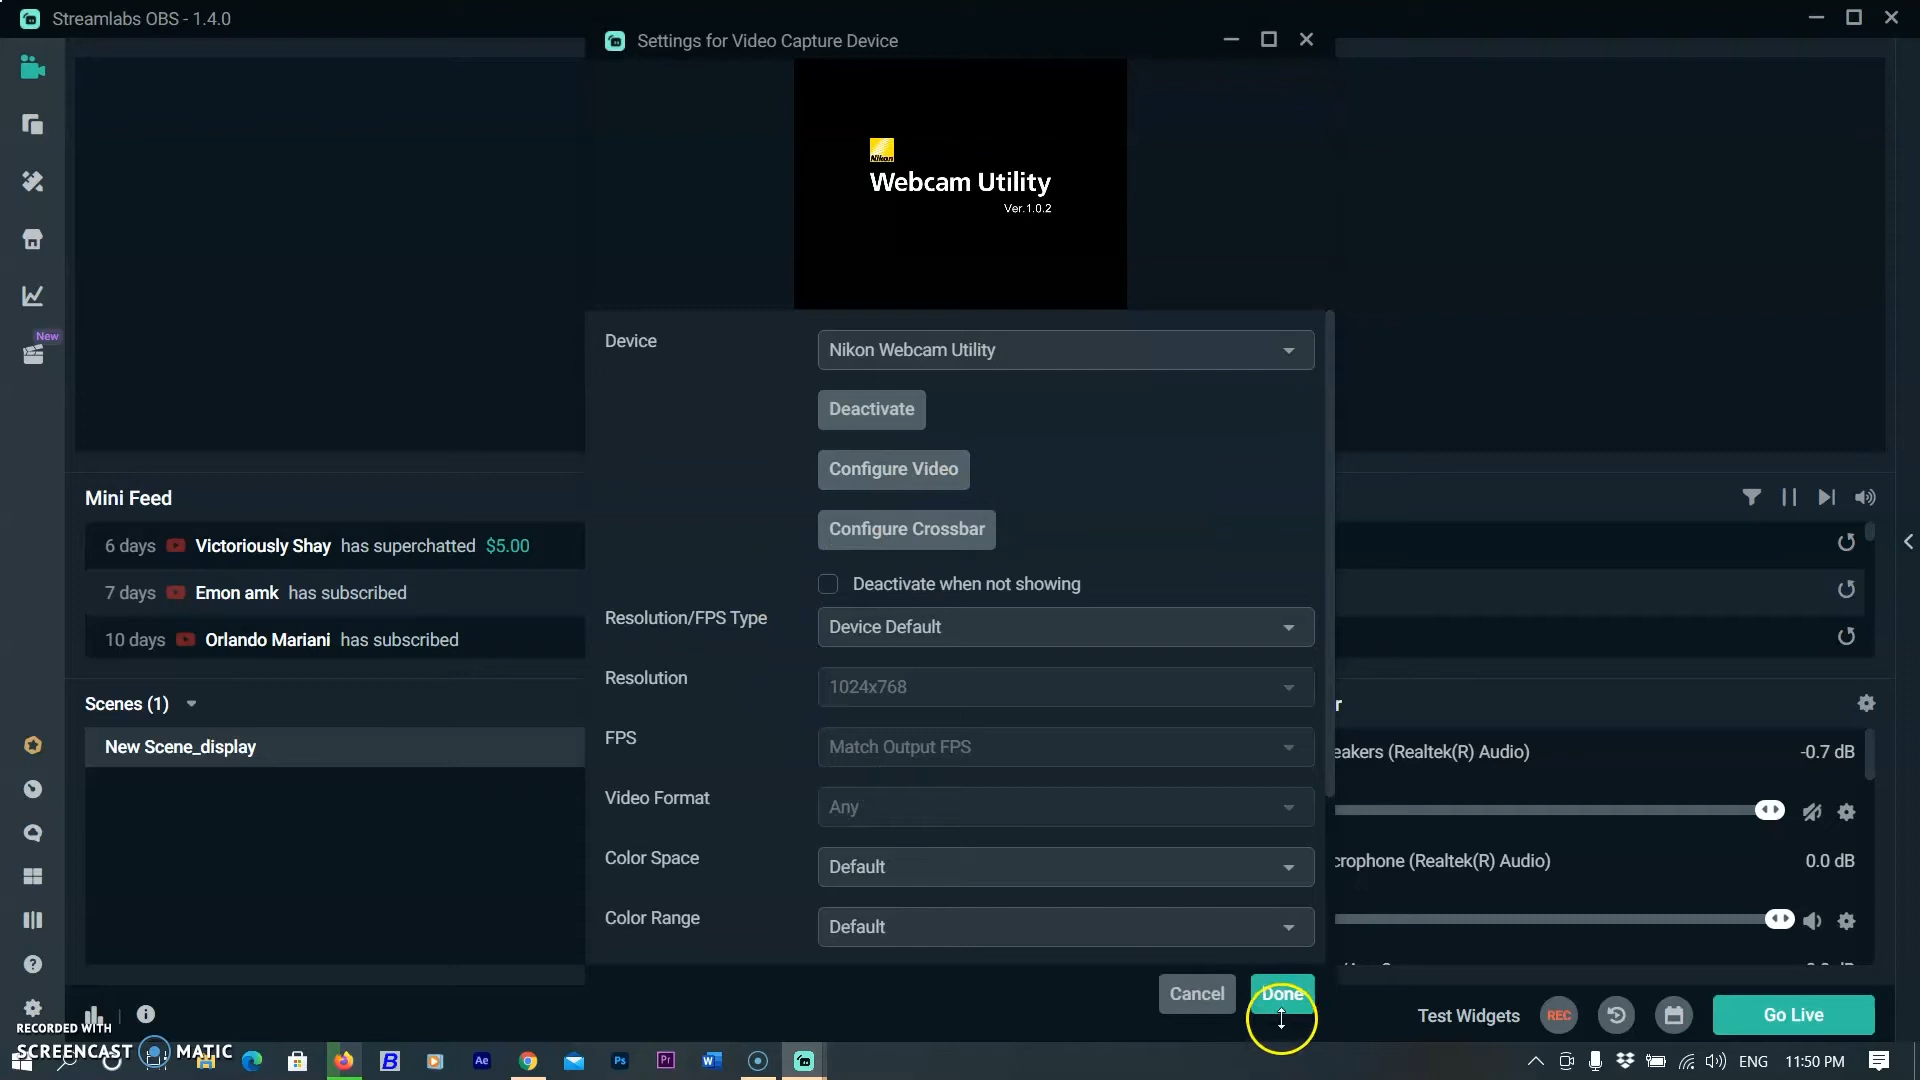 Streamlabs OBS - 1.4.0
Settings for Video Capture Device
Nikon
Webcam Utility
Ver.1.0.2
New
Device
Nikon Webcam Utility
Deactivate
Configure Video
Configure Crossbar
Deactivate when not showing
Resolution/FPS Type
Device Default
Resolution
1024x768
FPS
Match Output FPS
Video Format
Any
Color Space
Default
Color Range
Default
Cancel
Done
Mini Feed
6 days Victoriously Shay has superchatted $5.00
7 days Emon amk has subscribed
10 days Orlando Mariani has subscribed
Scenes (1)
New Scene_display
r
eakers (Realtek(R) Audio) -0.7 dB
crophone (Realtek(R) Audio) 0.0 dB
Test Widgets
REC
Go Live
RECORDED WITH
SCREENCAST MATIC
B
Ae
Ps
Pr
W
ENG
11:50 PM